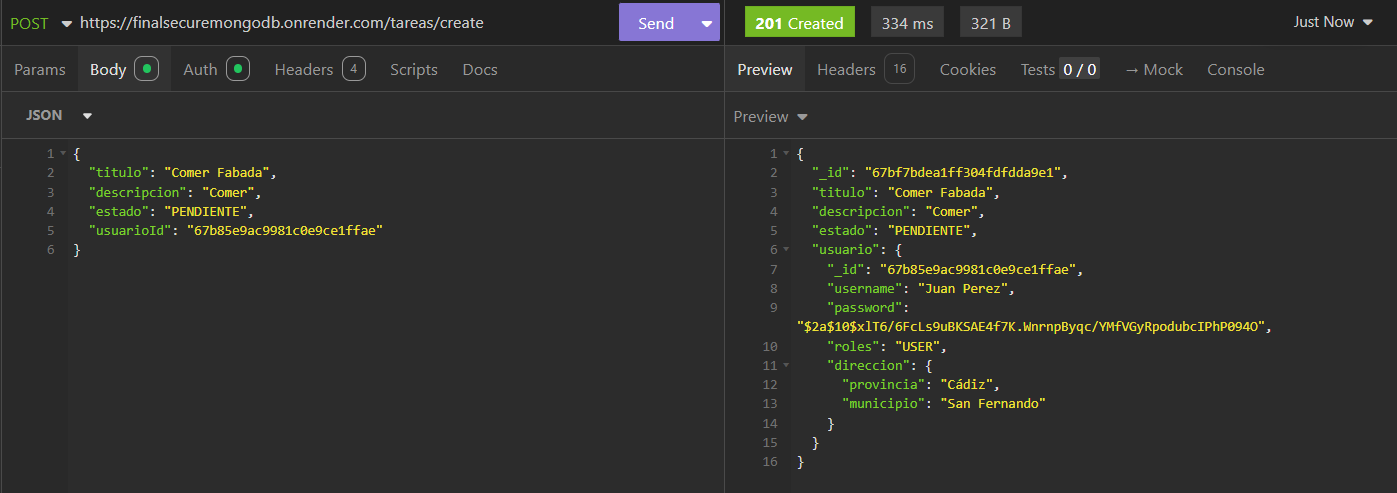 POST https://finalsecuremongodb.onrender.com/tareas/create Send 201 Created 334 ms 321 B Just Now
Params Body Auth Headers 4 Scripts Docs
Preview Headers 16 Cookies Tests 0 / 0 → Mock Console
JSON
Preview
1 {
2 "titulo": "Comer Fabada",
3 "descripcion": "Comer",
4 "estado": "PENDIENTE",
5 "usuarioId": "67b85e9ac9981c0e9ce1ffae"
6 }
1 {
2 "_id": "67bf7bdea1ff304fdfdda9e1",
3 "titulo": "Comer Fabada",
4 "descripcion": "Comer",
5 "estado": "PENDIENTE",
6 "usuario": {
7 "_id": "67b85e9ac9981c0e9ce1ffae",
8 "username": "Juan Perez",
9 "password":
"$2a$10$xlT6/6FcLs9uBKSAE4f7K.WnrnpByqc/YMfVGyRpodubcIPhP094O",
10 "roles": "USER",
11 "direccion": {
12 "provincia": "Cádiz",
13 "municipio": "San Fernando"
14 }
15 }
16 }